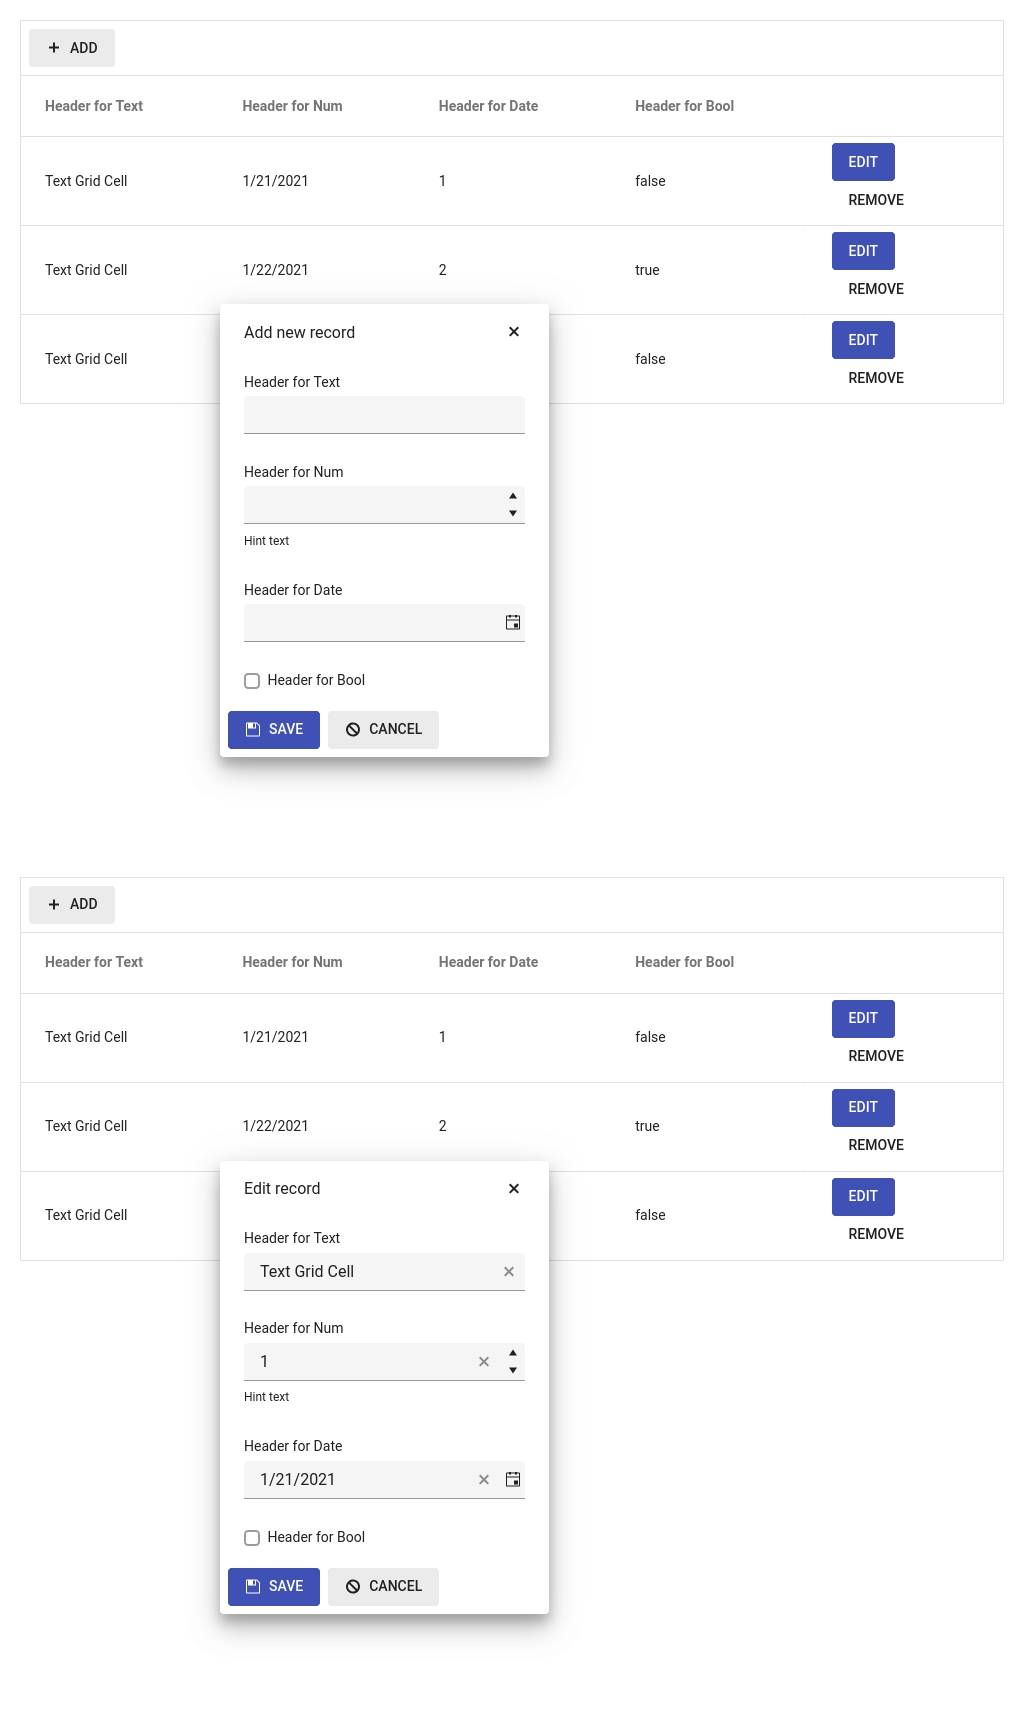 ADD
Header for Text Header for Num Header for Date Header for Bool
EDIT
Text Grid Cell 1/21/2021 1 false
REMOVE
EDIT
Text Grid Cell 1/22/2021 2 true
REMOVE
EDIT
Text Grid Cell false
REMOVE
Add new record
Header for Text
Header for Num
Hint text
Header for Date
Header for Bool
SAVE CANCEL
ADD
Header for Text Header for Num Header for Date Header for Bool
EDIT
Text Grid Cell 1/21/2021 1 false
REMOVE
EDIT
Text Grid Cell 1/22/2021 2 true
REMOVE
EDIT
Text Grid Cell false
REMOVE
Edit record
Header for Text
Text Grid Cell
Header for Num
1
Hint text
Header for Date
1/21/2021
Header for Bool
SAVE CANCEL